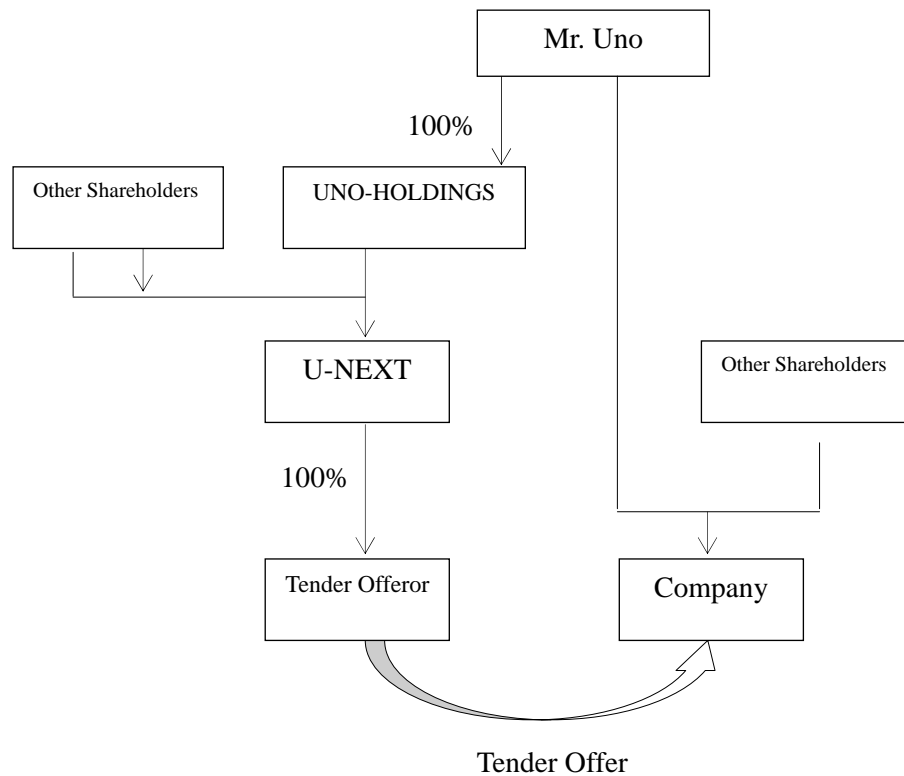 Mr. Uno
100%
Other Shareholders
UNO-HOLDINGS
U-NEXT
Other Shareholders
100%
Tender Offeror
Company
Tender Offer